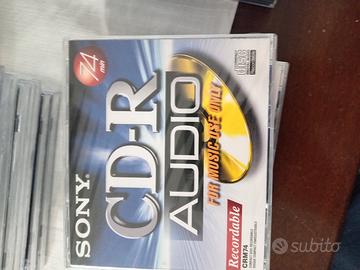 74
min
SONY
CD-R
AUDIO
FOR MUSIC USE ONLY
Recordable
CRM74
subito